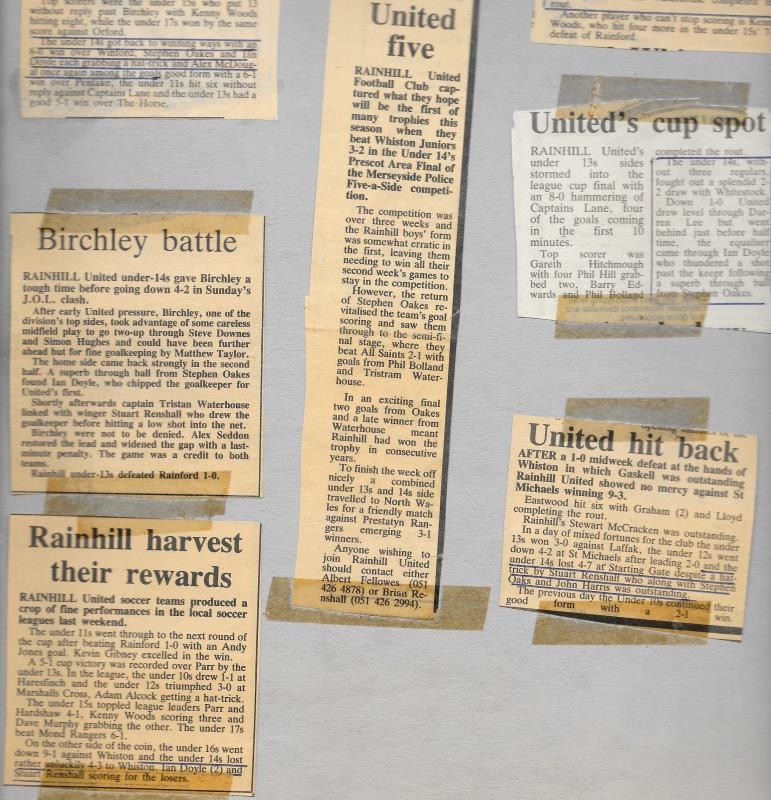 Top scorers were the under 15s who put 13
without reply past Birchley with Kenny Woods
hitting eight, while the under 17s won by the same
score against Orford.
The under 14s got back to winning ways with an
8-0 win over Winford, Stephen Oakes and Ian
Doyle each grabbing a hat-trick and Alex McDoug-
al once again among the goals good form with a 6-1
win over Penlake, the under 11s hit six without
reply against Captains Lane and the under 13s had a
good 5-1 win over The Horse.
Birchley battle
RAINHILL United under-14s gave Birchley a
tough time before going down 4-2 in Sunday's
J.O.L. clash.
After early United pressure, Birchley, one of the
division's top sides, took advantage of some careless
midfield play to go two-up through Steve Downes
and Simon Hughes and could have been further
ahead but for fine goalkeeping by Matthew Taylor.
The home side came back strongly in the second
half. A superb through ball from Stephen Oakes
found Ian Doyle, who chipped the goalkeeper for
United's first.
Shortly afterwards captain Tristan Waterhouse
linked with winger Stuart Renshall who drew the
goalkeeper before hitting a low shot into the net.
Birchley were not to be denied. Alex Seddon
restored the lead and widened the gap with a last-
minute penalty. The game was a credit to both
teams.
Rainhill under-13s defeated Rainford 1-0.
Rainhill harvest
their rewards
RAINHILL United soccer teams produced a
crop of fine performances in the local soccer
leagues last weekend.
The under 11s went through to the next round of
the cup after beating Rainford 1-0 with an Andy
Jones goal. Kevin Gibney excelled in the win.
A 5-1 cup victory was recorded over Parr by the
under 13s. In the league, the under 10s drew 1-1 at
Haresfinch and the under 12s triumphed 3-0 at
Marshalls Cross, Adam Alcock getting a hat-trick.
The under 15s toppled league leaders Parr and
Hardshaw 4-1, Kenny Woods scoring three and
Dave Murphy grabbing the other. The under 17s
beat Mond Rangers 6-1.
On the other side of the coin, the under 16s went
down 9-1 against Whiston and the under 14s lost
rather unluckily 4-3 to Whiston, Ian Doyle (2) and
Stuart Renshall scoring for the losers.
United
five
RAINHILL United
Football Club cap-
tured what they hope
will be the first of
many trophies this
season when they
beat Whiston Juniors
3-2 in the Under 14's
Prescot Area Final of
the Merseyside Police
Five-a-Side competi-
tion.
The competition was
over three weeks and
the Rainhill boys' form
was somewhat erratic in
the first, leaving them
needing to win all their
second week's games to
stay in the competition.
However, the return
of Stephen Oakes re-
vitalised the team's goal
scoring and saw them
through to the semi-fi-
nal stage, where they
beat All Saints 2-1 with
goals from Phil Bolland
and Tristram Water-
house.
In an exciting final
two goals from Oakes
and a late winner from
Waterhouse meant
Rainhill had won the
trophy in consecutive
years.
To finish the week off
nicely a combined
under 13s and 14s side
travelled to North Wa-
les for a friendly match
against Prestatyn Ran-
gers emerging 3-1
winners.
Anyone wishing to
join Rainhill United
should contact either
Albert Fellowes (051
426 4878) or Brian Re-
nshall (051 426 2994).
rout.
Another player who can't stop scoring is Kenny
Woods, who hit four more in the under 15s'
defeat of Rainford.
United's cup spot
RAINHILL United's
under 13s sides
stormed into the
league cup final with
an 8-0 hammering of
Captains Lane, four
of the goals coming
in the first 10
minutes.
Top scorer was
Gareth Hitchmough
with four Phil Hill grab-
bed two, Barry Ed-
wards and Phil Bolland
completed the rout.
The under 14s, with-
out three regulars,
fought out a splendid 2-
2 draw with Whitestock.
Down 1-0 United
drew level through Dar-
ren Lee but went
behind just before half
time, the equaliser
came through Ian Doyle
who thundered a shot
past the keepr following
a superb through ball
from Stephen Oakes.
United hit back
AFTER a 1-0 midweek defeat at the hands of
Whiston in which Gaskell was outstanding
Rainhill United showed no mercy against St
Michaels winning 9-3.
Eastwood hit six with Graham (2) and Lloyd
completing the rout.
Rainhill's Stewart McCracken was outstanding.
In a day of mixed fortunes for the club the under
13s won 3-0 against Laffak, the under 12s went
down 4-2 at St Michaels after leading 2-0 and the
under 14s lost 4-7 at Starting Gate despite a hat-
trick by Stuart Renshall who along with Stephen
Oaks and John Harris was outstanding.
The previous day the Under 10s continued their
good form with a 2-1 win.